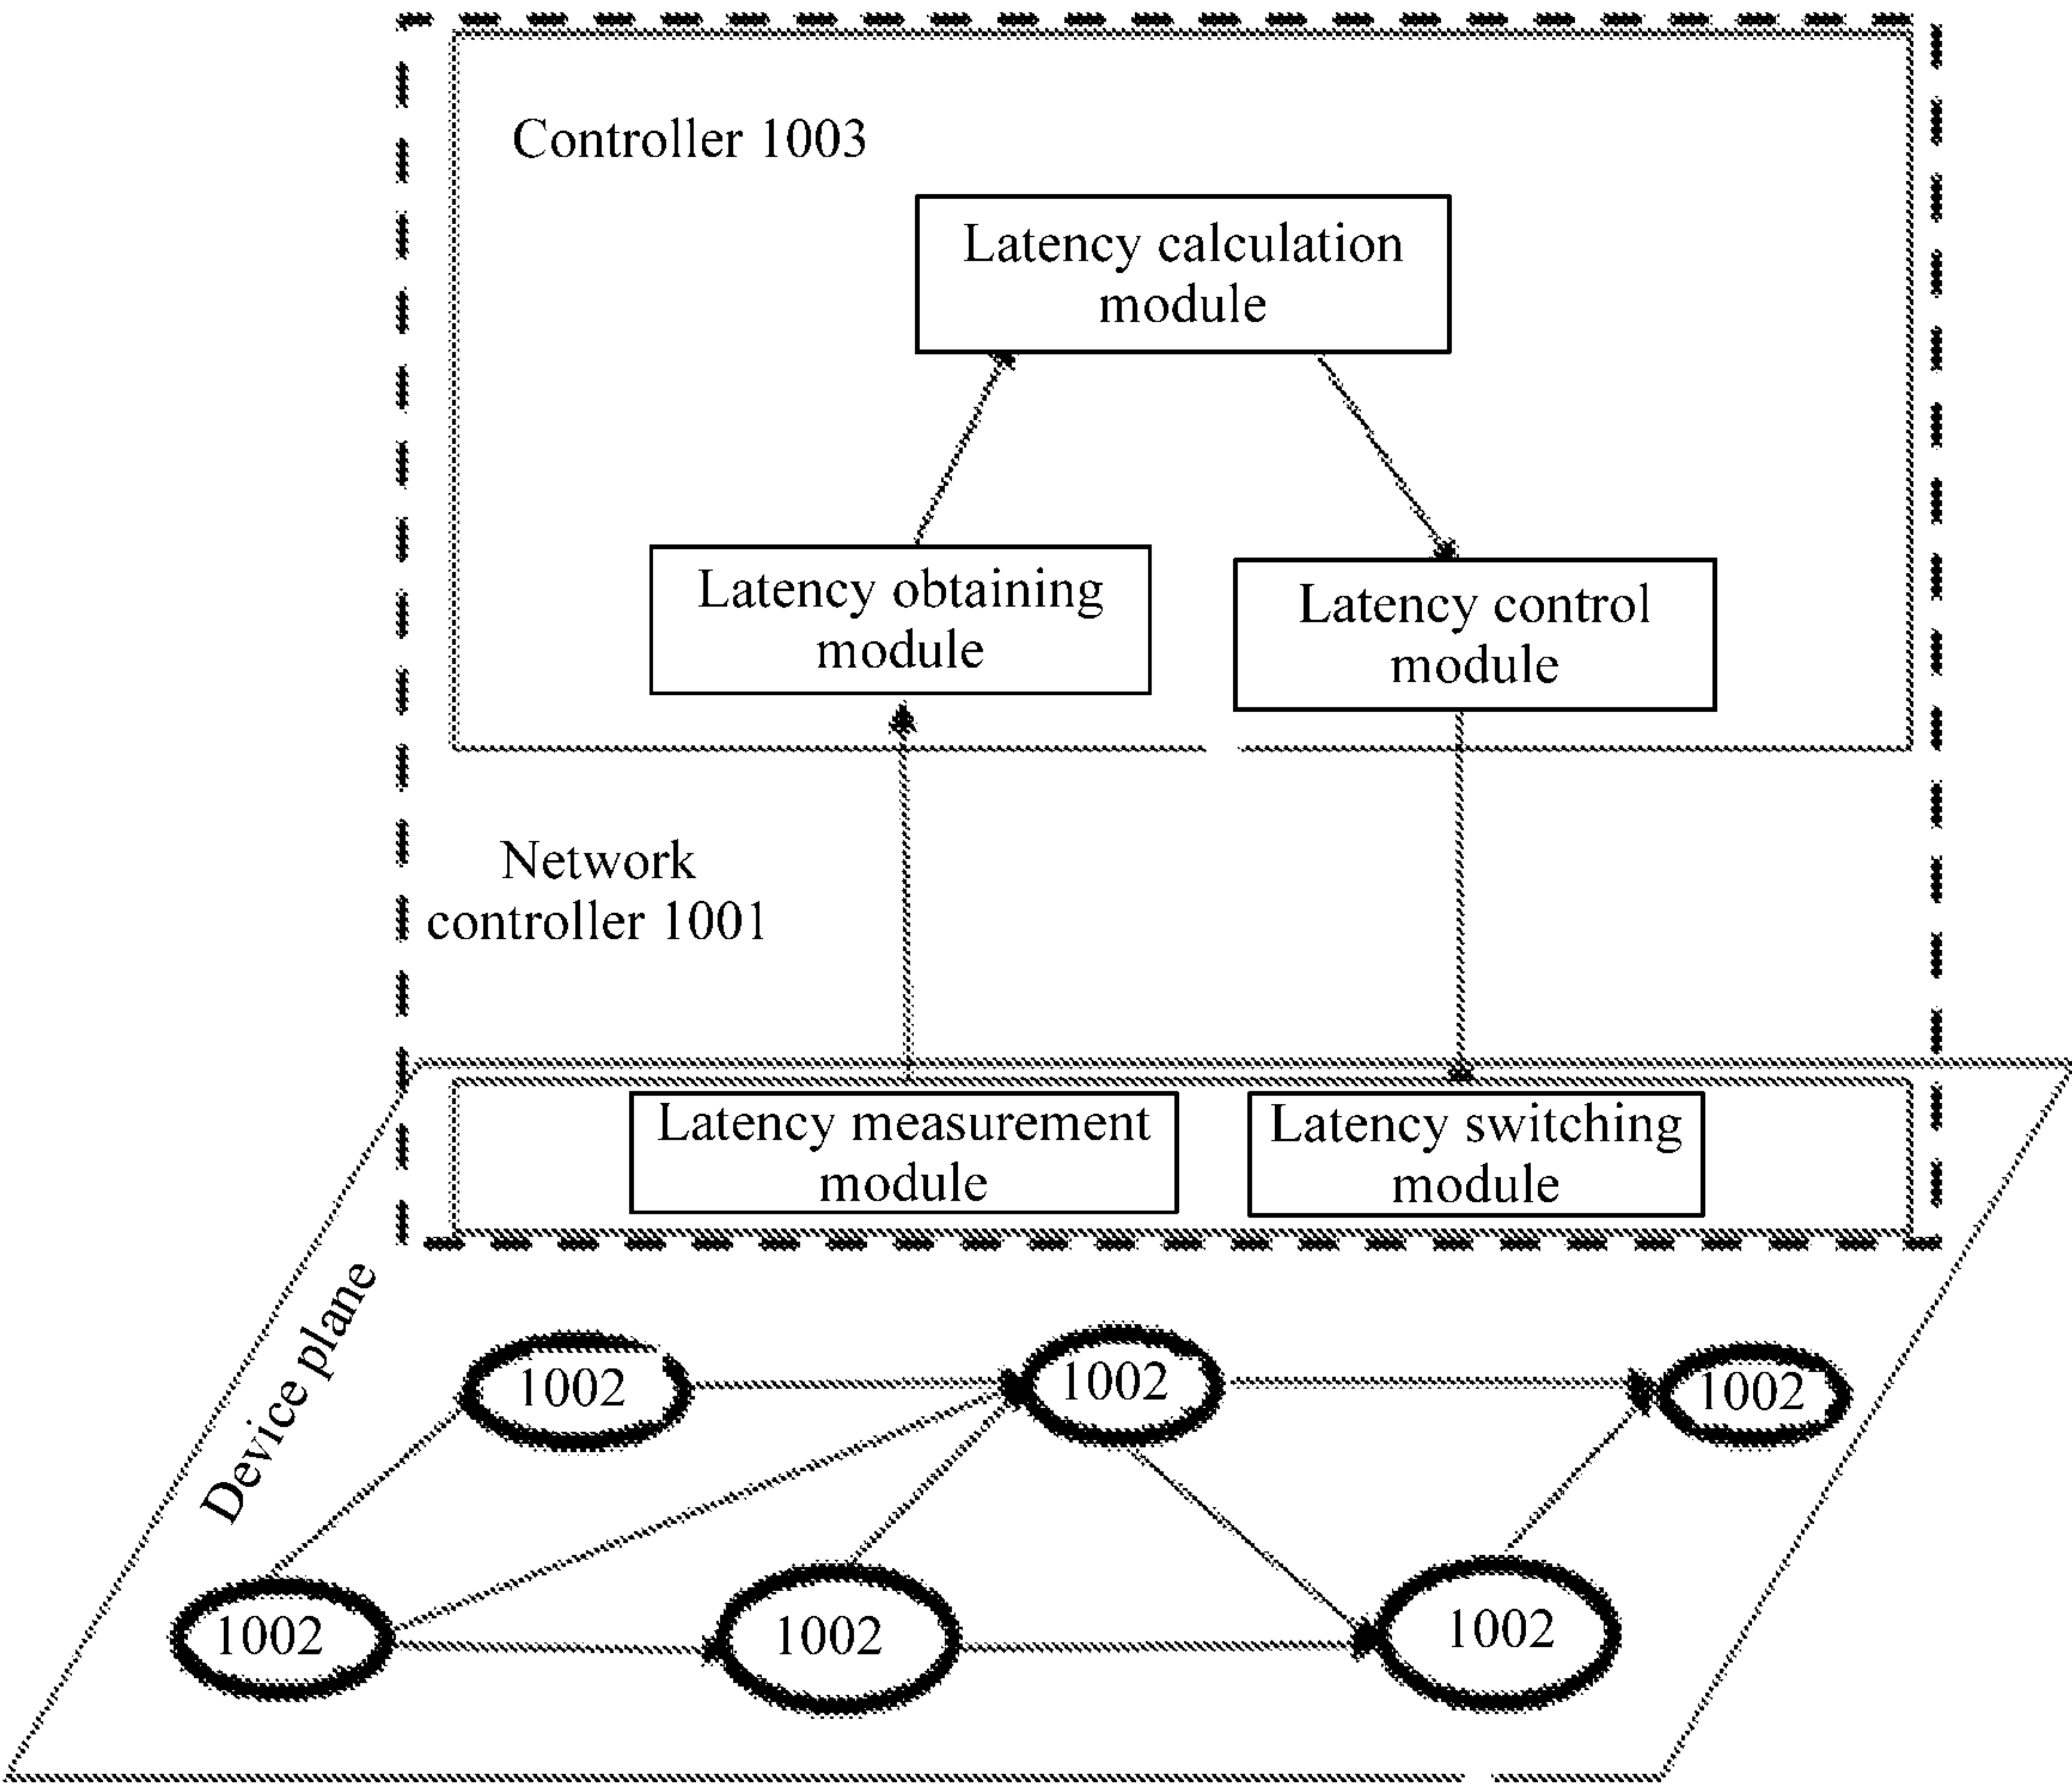 Controller 1003
Latency calculation
module
Latency obtaining
module
Latency control
module
Network
controller 1001
Latency measurement
module
Latency switching
module
Device plane
1002
1002
1002
1002
1002
1002